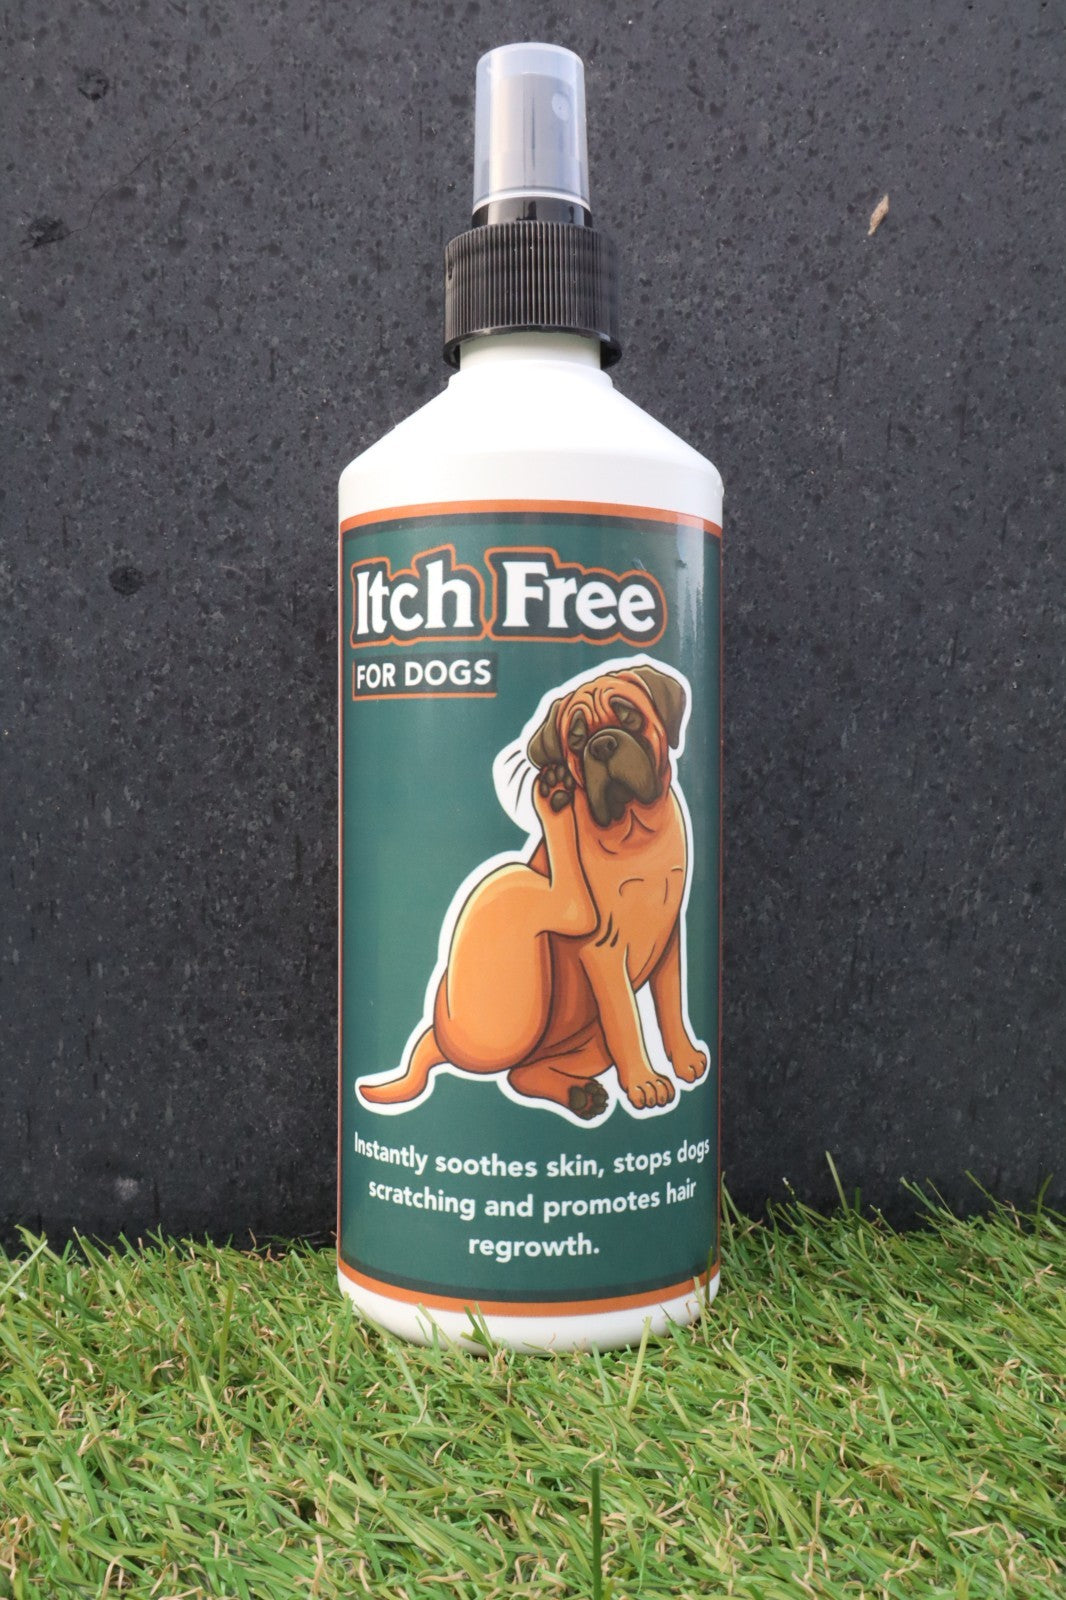 Itch Free
FOR DOGS
Instantly soothes skin, stops dogs
scratching and promotes hair
regrowth.